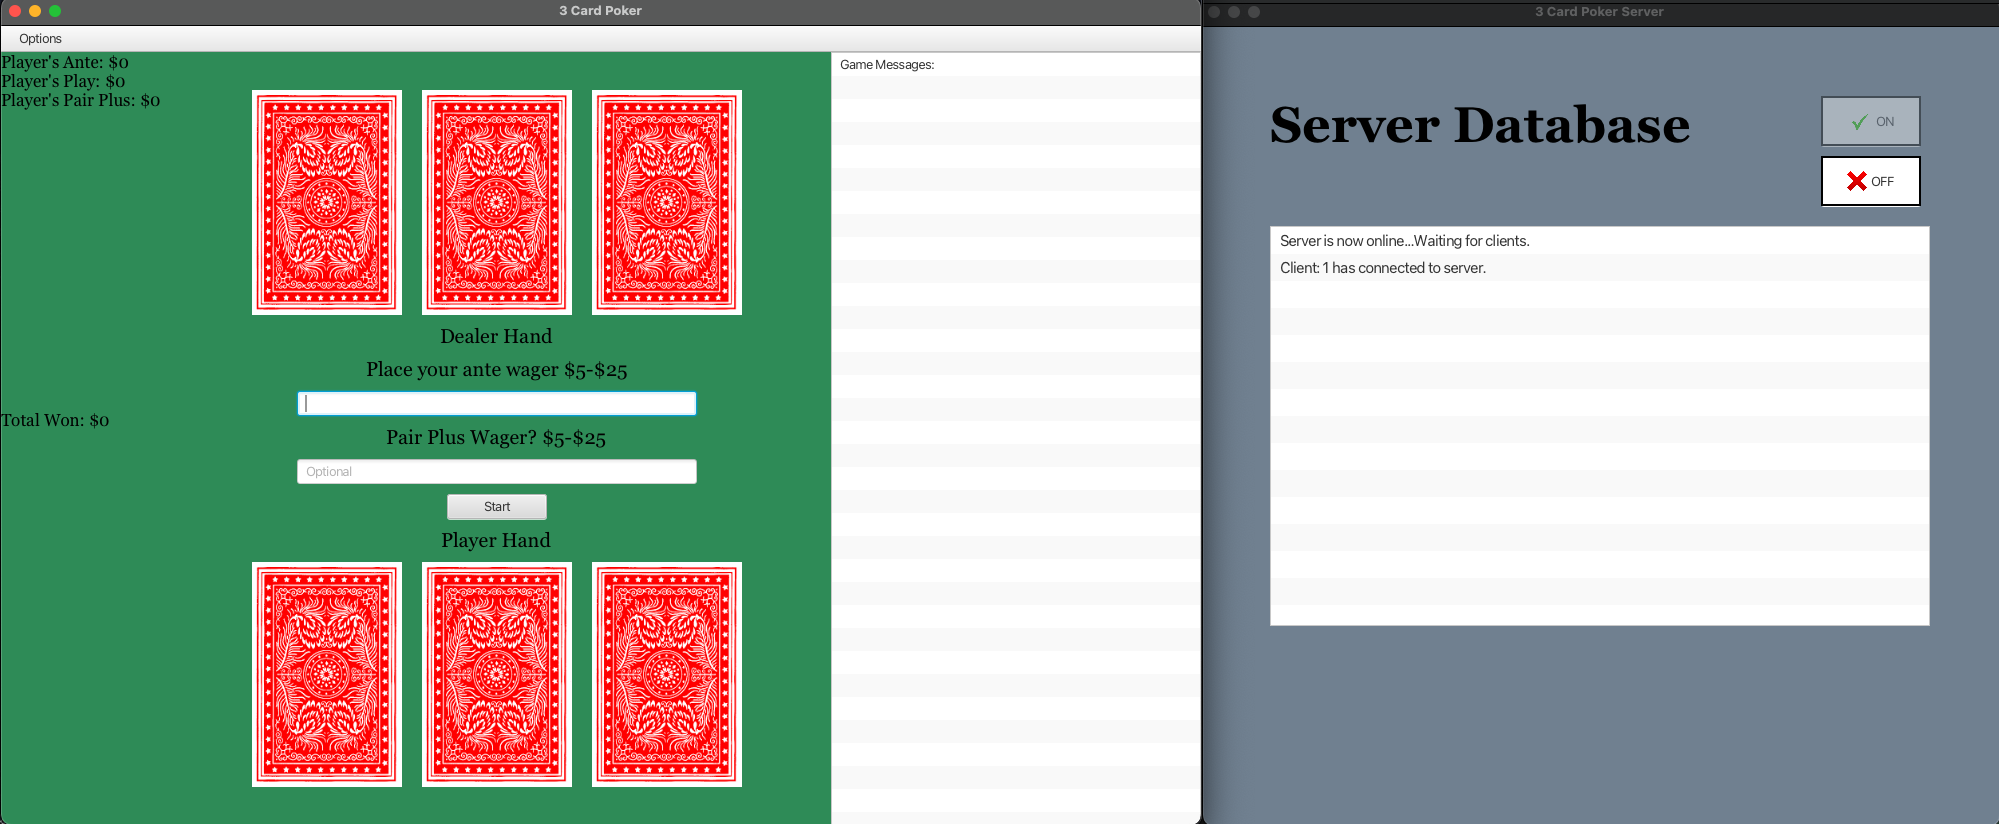 3 Card Poker
Options
Player's Ante: $0
Player's Play: $0
Player's Pair Plus: $0
Dealer Hand
Place your ante wager $5-$25
Total Won: $0
Pair Plus Wager? $5-$25
Optional
Start
Player Hand
Game Messages:
3 Card Poker Server
Server Database
ON
OFF
Server is now online...Waiting for clients.
Client: 1 has connected to server.